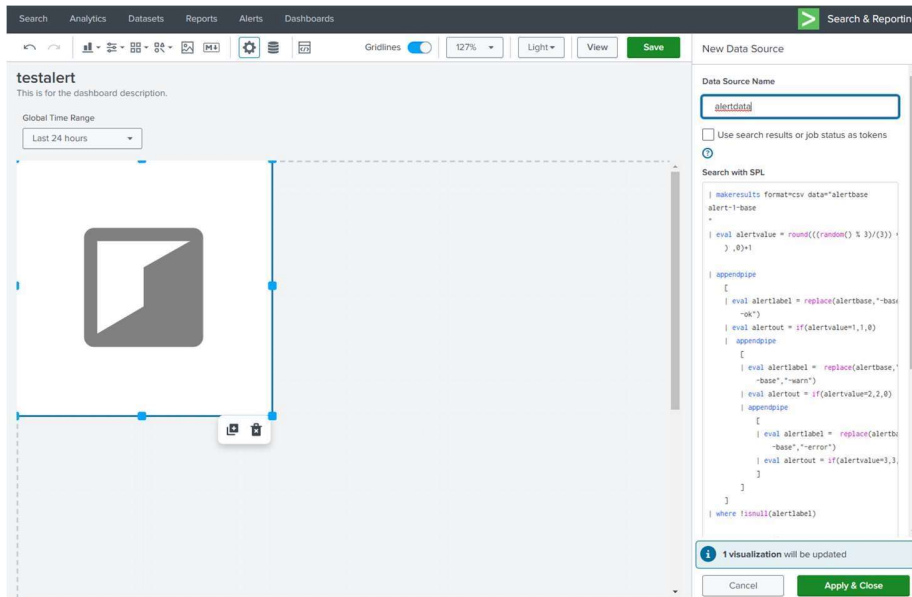 Search Analytics Datasets Reports Alerts Dashboards
Search & Reportin
Gridlines 127% Light View Save
New Data Source
testalert
This is for the dashboard description.
Global Time Range
Last 24 hours
Data Source Name
alertdata
Use search results or job status as tokens
Search with SPL
| makeresults format=csv data="alertbase
alert-1-base
"
| eval alertvalue = round(((random() % 3)/(3)) *
) ,0)+1
| appendpipe
[
| eval alertlabel = replace(alertbase,"-base
-ok")
| eval alertout = if(alertvalue=1,1,0)
| appendpipe
[
| eval alertlabel = replace(alertbase,"
-base","-warn")
| eval alertout = if(alertvalue=2,2,0)
| appendpipe
[
| eval alertlabel = replace(alertba
-base","-error")
| eval alertout = if(alertvalue=3,3,
]
]
]
| where !isnull(alertlabel)
1 visualization will be updated
Cancel Apply & Close